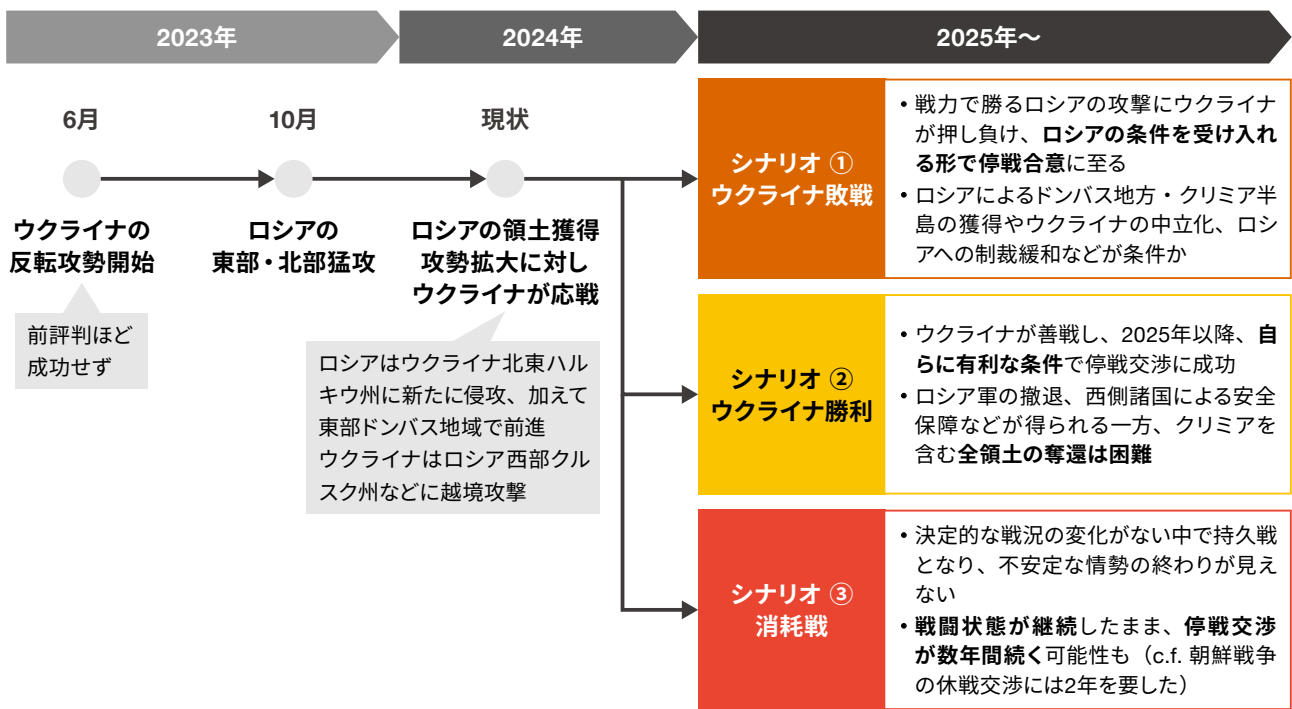 2023年
2024年
2025年～
6月
10月
現状
ウクライナの
反転攻勢開始
ロシアの
東部・北部猛攻
ロシアの領土獲得
攻勢拡大に対し
ウクライナが応戦
前評判ほど
成功せず
ロシアはウクライナ北東ハル
キウ州に新たに侵攻、加えて
東部ドンバス地域で前進
ウクライナはロシア西部クル
スク州などに越境攻撃
シナリオ ①
ウクライナ敗戦
• 戦力で勝るロシアの攻撃にウクライナ
が押し負け、ロシアの条件を受け入れ
る形で停戦合意に至る
• ロシアによるドンバス地方・クリミア半
島の獲得やウクライナの中立化、ロシ
アへの制裁緩和などが条件か
シナリオ ②
ウクライナ勝利
• ウクライナが善戦し、2025年以降、自
らに有利な条件で停戦交渉に成功
• ロシア軍の撤退、西側諸国による安全
保障などが得られる一方、クリミアを
含む全領土の奪還は困難
シナリオ ③
消耗戦
• 決定的な戦況の変化がない中で持久戦
となり、不安定な情勢の終わりが見え
ない
• 戦闘状態が継続したまま、停戦交渉
が数年間続く可能性も（c.f. 朝鮮戦争
の休戦交渉には2年を要した）